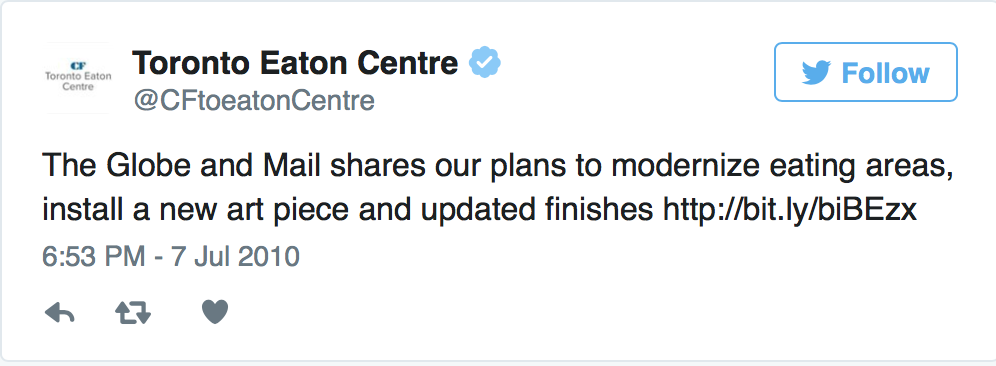 CF
Toronto Eaton
Centre
Toronto Eaton Centre
@CFtoeatonCentre
Follow
The Globe and Mail shares our plans to modernize eating areas,
install a new art piece and updated finishes http://bit.ly/biBEzx
6:53 PM - 7 Jul 2010